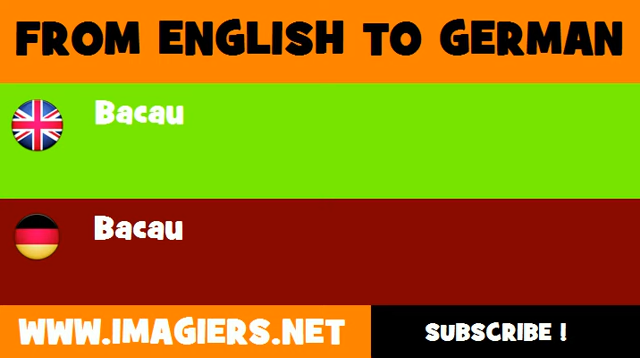 FROM ENGLISH TO GERMAN
Bacau
Bacau
WWW.IMAGIERS.NET
SUBSCRIBE !